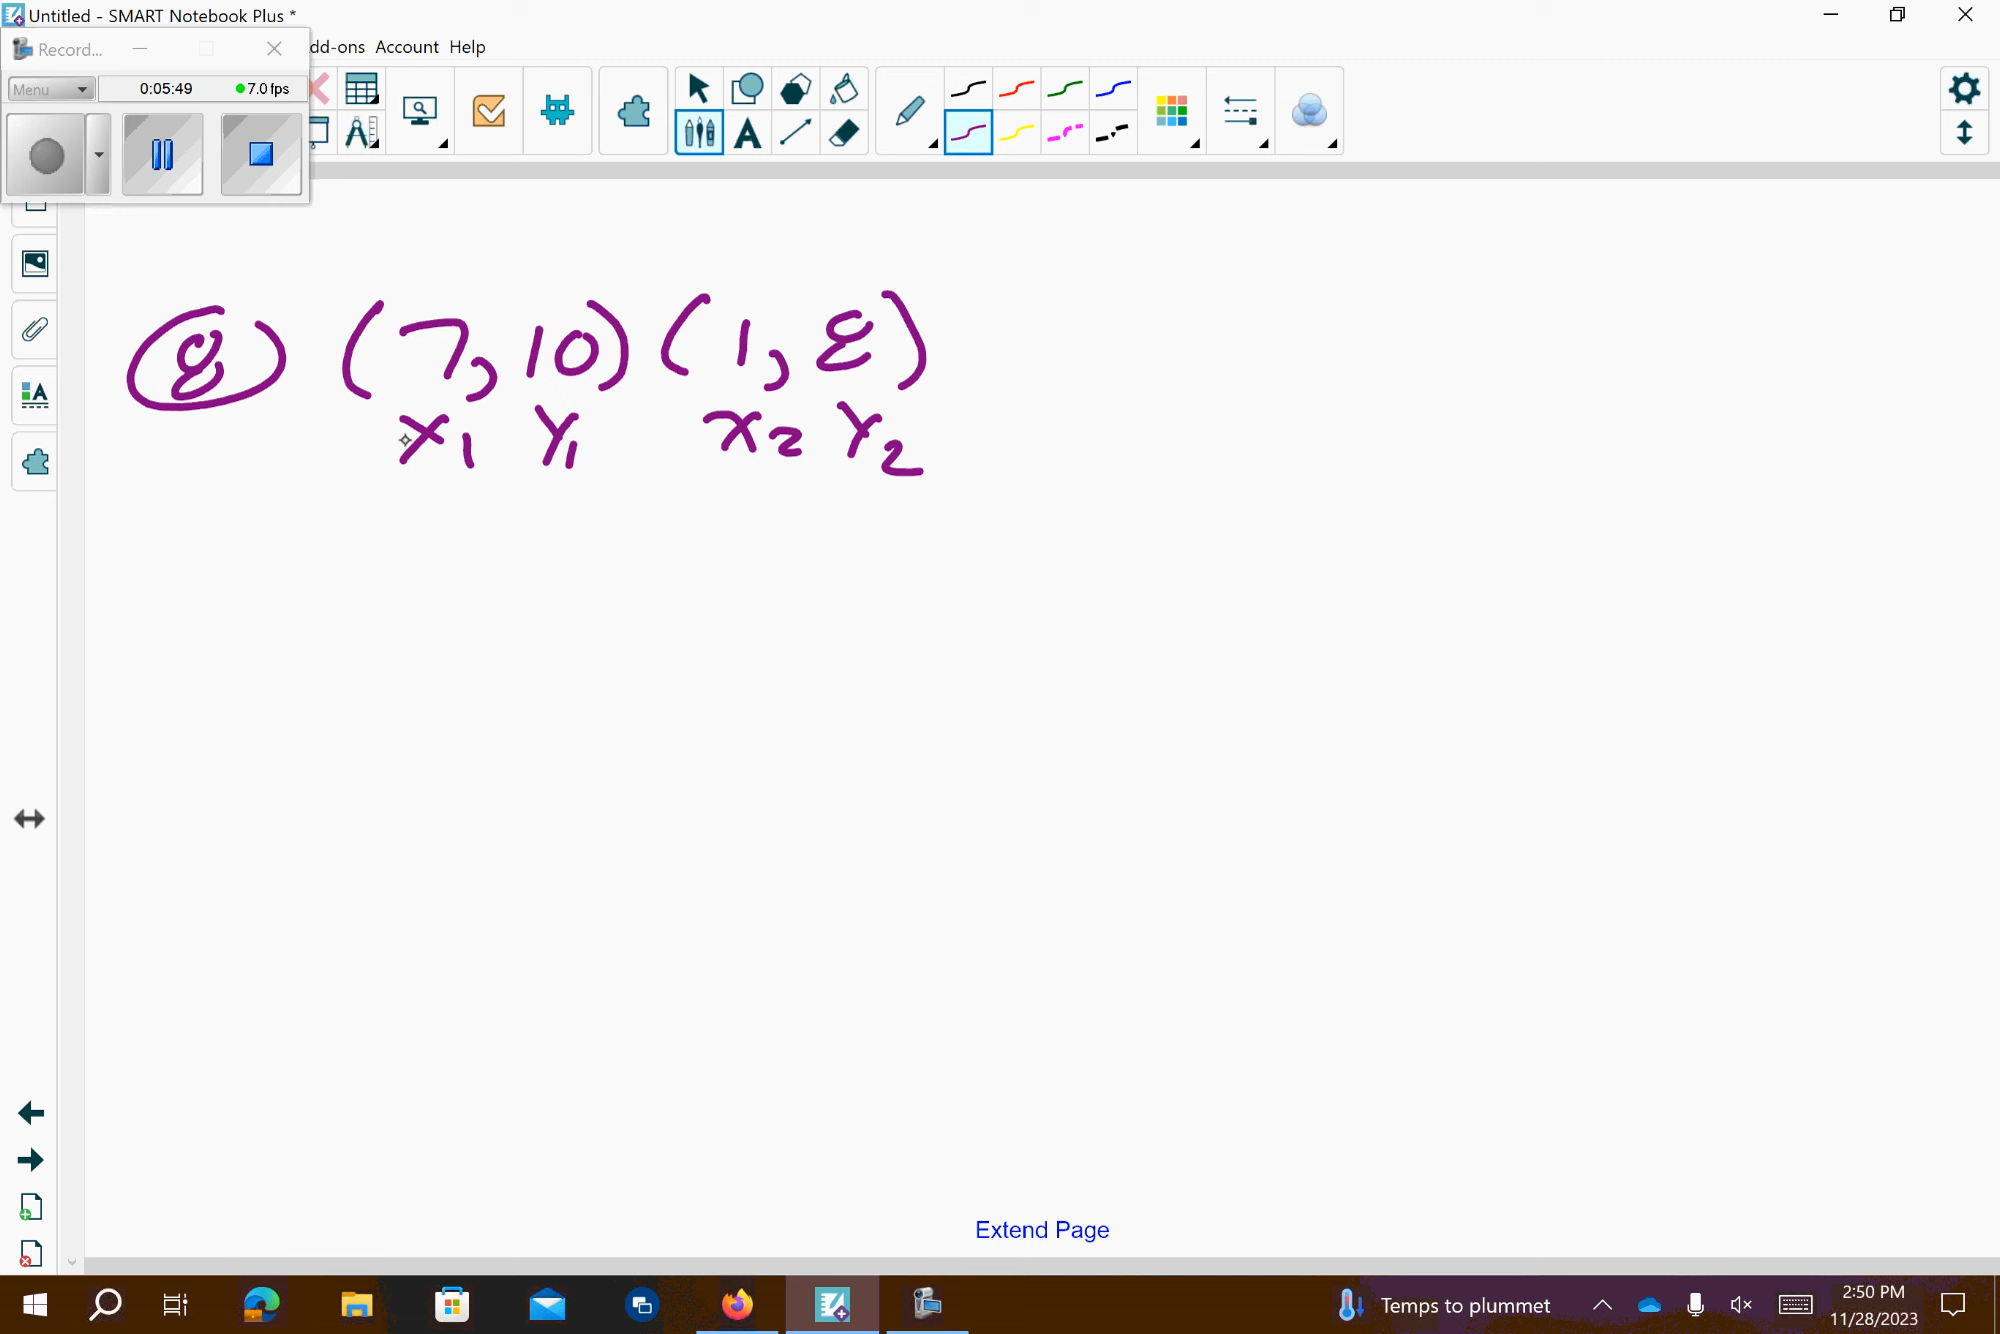 Untitled - SMART Notebook Plus *
Record...
dd-ons Account Help
Menu 0:05:49 7.0 fps
A
A
8 (7, 10) (1, 8)
x1 y1 x2 y2
Extend Page
Temps to plummet
2:50 PM
11/28/2023